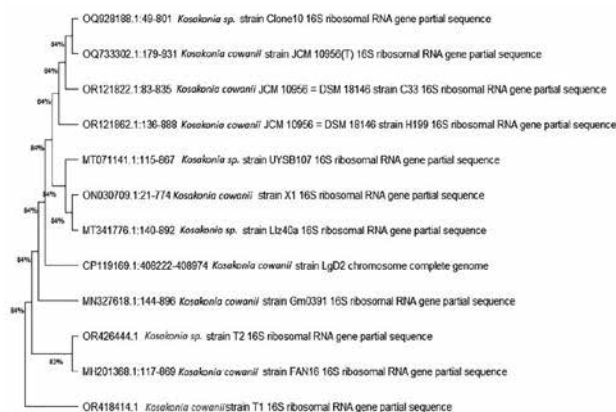 OQ928188.1:49-801 Kosakonia sp. strain Clone10 16S ribosomal RNA gene partial sequence
84%
OQ733302.1:179-931 Kosakonia cowanii strain JCM 10956(T) 16S ribosomal RNA gene partial sequence
84%
OR121822.1:83-835 Kosakonia cowanii JCM 10956 = DSM 18146 strain C33 16S ribosomal RNA gene partial sequence
84%
OR121862.1:136-888 Kosakonia cowanii JCM 10956 = DSM 18146 strain H199 16S ribosomal RNA gene partial sequence
84%
MT071141.1:115-867 Kosakonia sp. strain UYSB107 16S ribosomal RNA gene partial sequence
84%
ON030709.1:21-774 Kosakonia cowanii strain X1 16S ribosomal RNA gene partial sequence
84%
84%
MT341776.1:140-892 Kosakonia sp. strain Llz40a 16S ribosomal RNA gene partial sequence
84%
CP119169.1:408222-408974 Kosakonia cowanii strain LgD2 chromosome complete genome
MN327618.1:144-896 Kosakonia cowanii strain Gm0391 16S ribosomal RNA gene partial sequence
84%
OR426444.1 Kosakonia sp. strain T2 16S ribosomal RNA gene partial sequence
83%
MH201368.1:117-869 Kosakonia cowanii strain FAN16 16S ribosomal RNA gene partial sequence
OR418414.1 Kosakonia cowanii strain T1 16S ribosomal RNA gene partial sequence